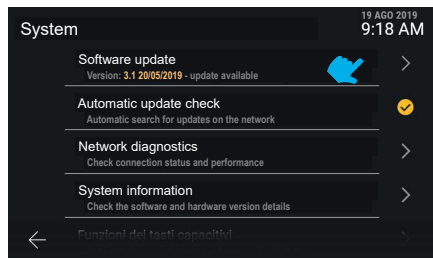 19 AGO 2019
System
9:18 AM
Software update
Version: 3.1 20/05/2019 - update available
Automatic update check
Automatic search for updates on the network
Network diagnostics
Check connection status and performance
System information
Check the software and hardware version details
Funzioni dei tasti capacitivi